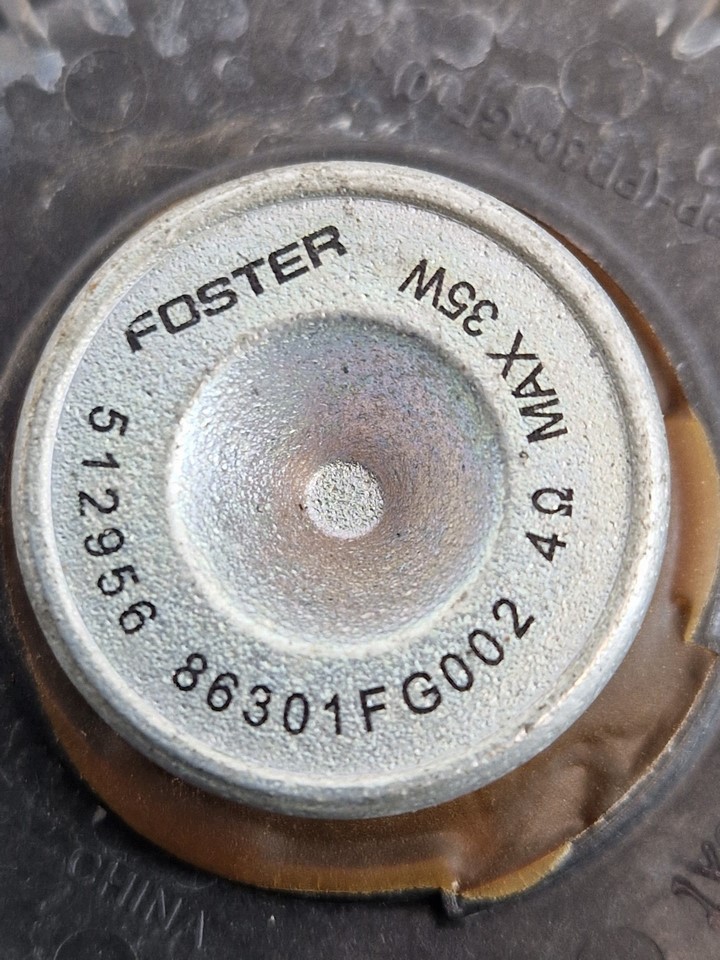 FOSTER
512956 86301FG002 4Ω MAX 35W
CHINA